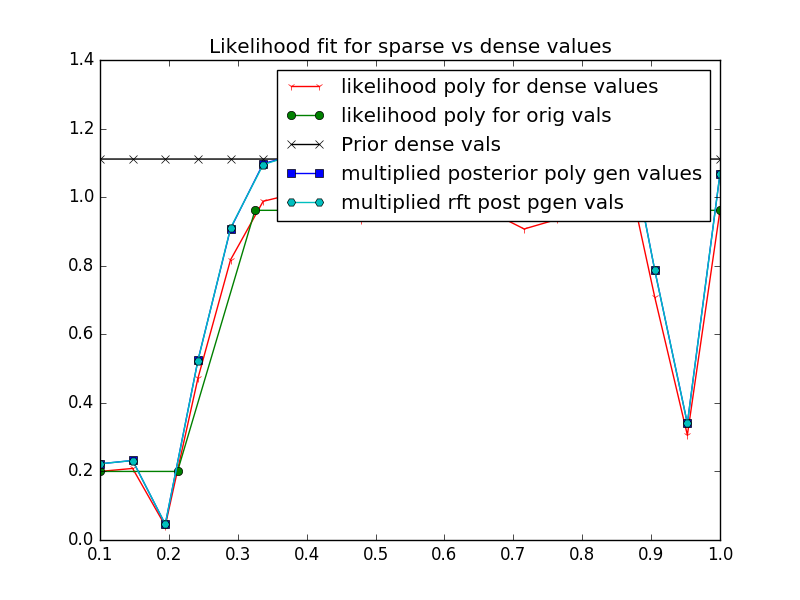 Likelihood fit for sparse vs dense values
1.4
1.2
1.0
0.8
0.6
0.4
0.2
0.0
likelihood poly for dense values
likelihood poly for orig vals
Prior dense vals
multiplied posterior poly gen values
multiplied rft post pgen vals
0.1 0.2 0.3 0.4 0.5 0.6 0.7 0.8 0.9 1.0